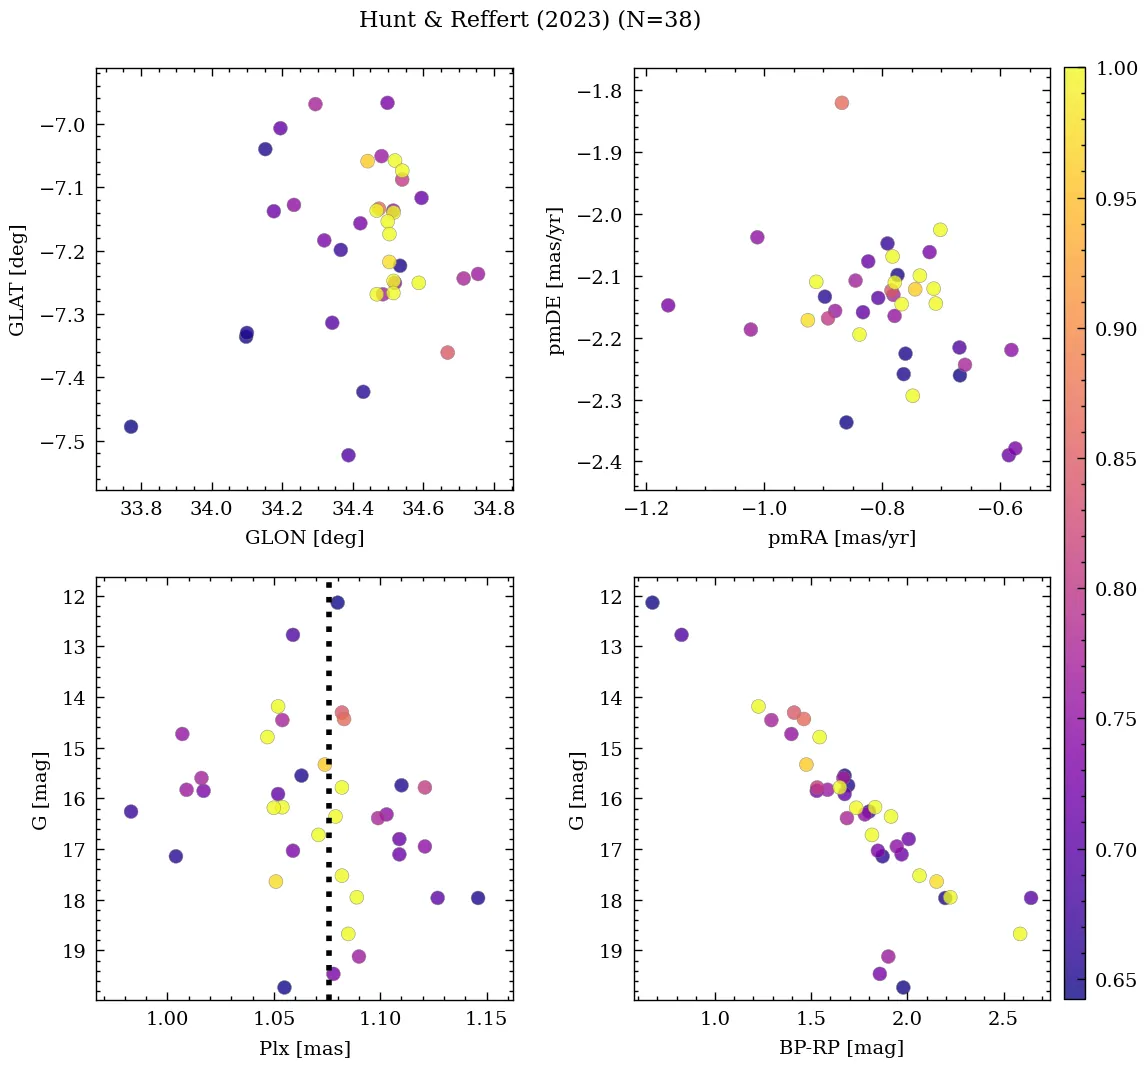 Hunt & Reffert (2023) (N=38)
−7.0
−7.1
−7.2
−7.3
−7.4
−7.5
GLAT [deg]
33.8 34.0 34.2 34.4 34.6 34.8
GLON [deg]
−1.8
−1.9
−2.0
−2.1
−2.2
−2.3
−2.4
pmDE [mas/yr]
−1.2 −1.0 −0.8 −0.6
pmRA [mas/yr]
12
13
14
15
16
17
18
19
G [mag]
1.00 1.05 1.10 1.15
Plx [mas]
12
13
14
15
16
17
18
19
G [mag]
1.0 1.5 2.0 2.5
BP-RP [mag]
1.00
0.95
0.90
0.85
0.80
0.75
0.70
0.65